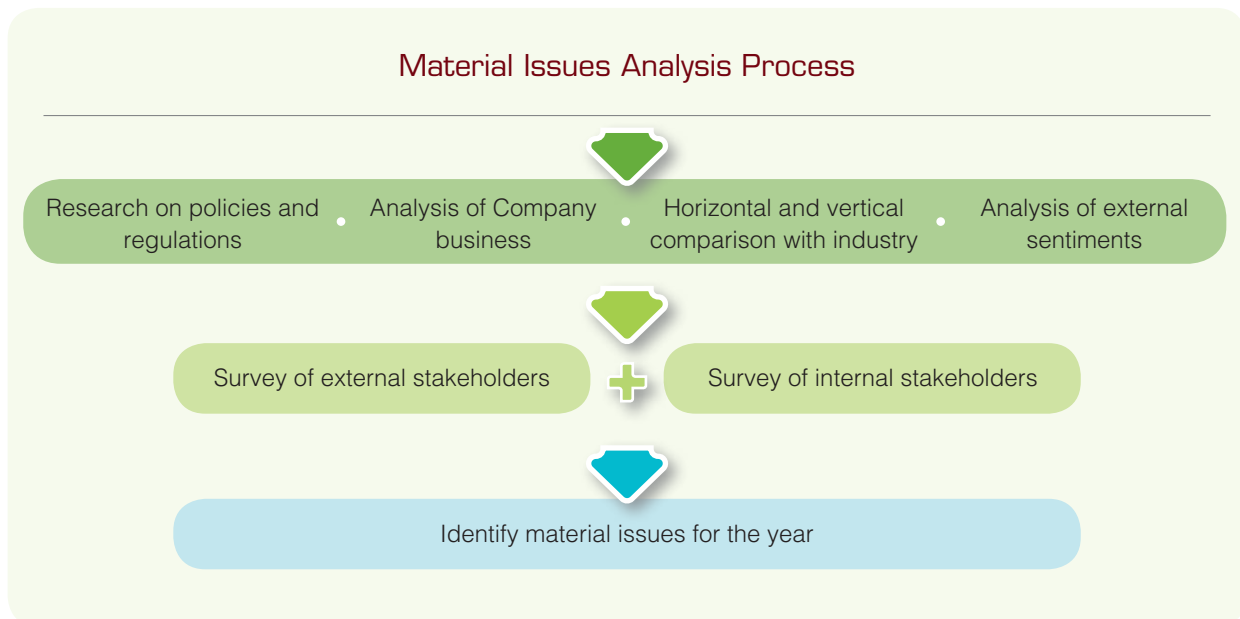 Material Issues Analysis Process
Research on policies and
regulations
Analysis of Company
business
Horizontal and vertical
comparison with industry
Analysis of external
sentiments
Survey of external stakeholders
Survey of internal stakeholders
Identify material issues for the year